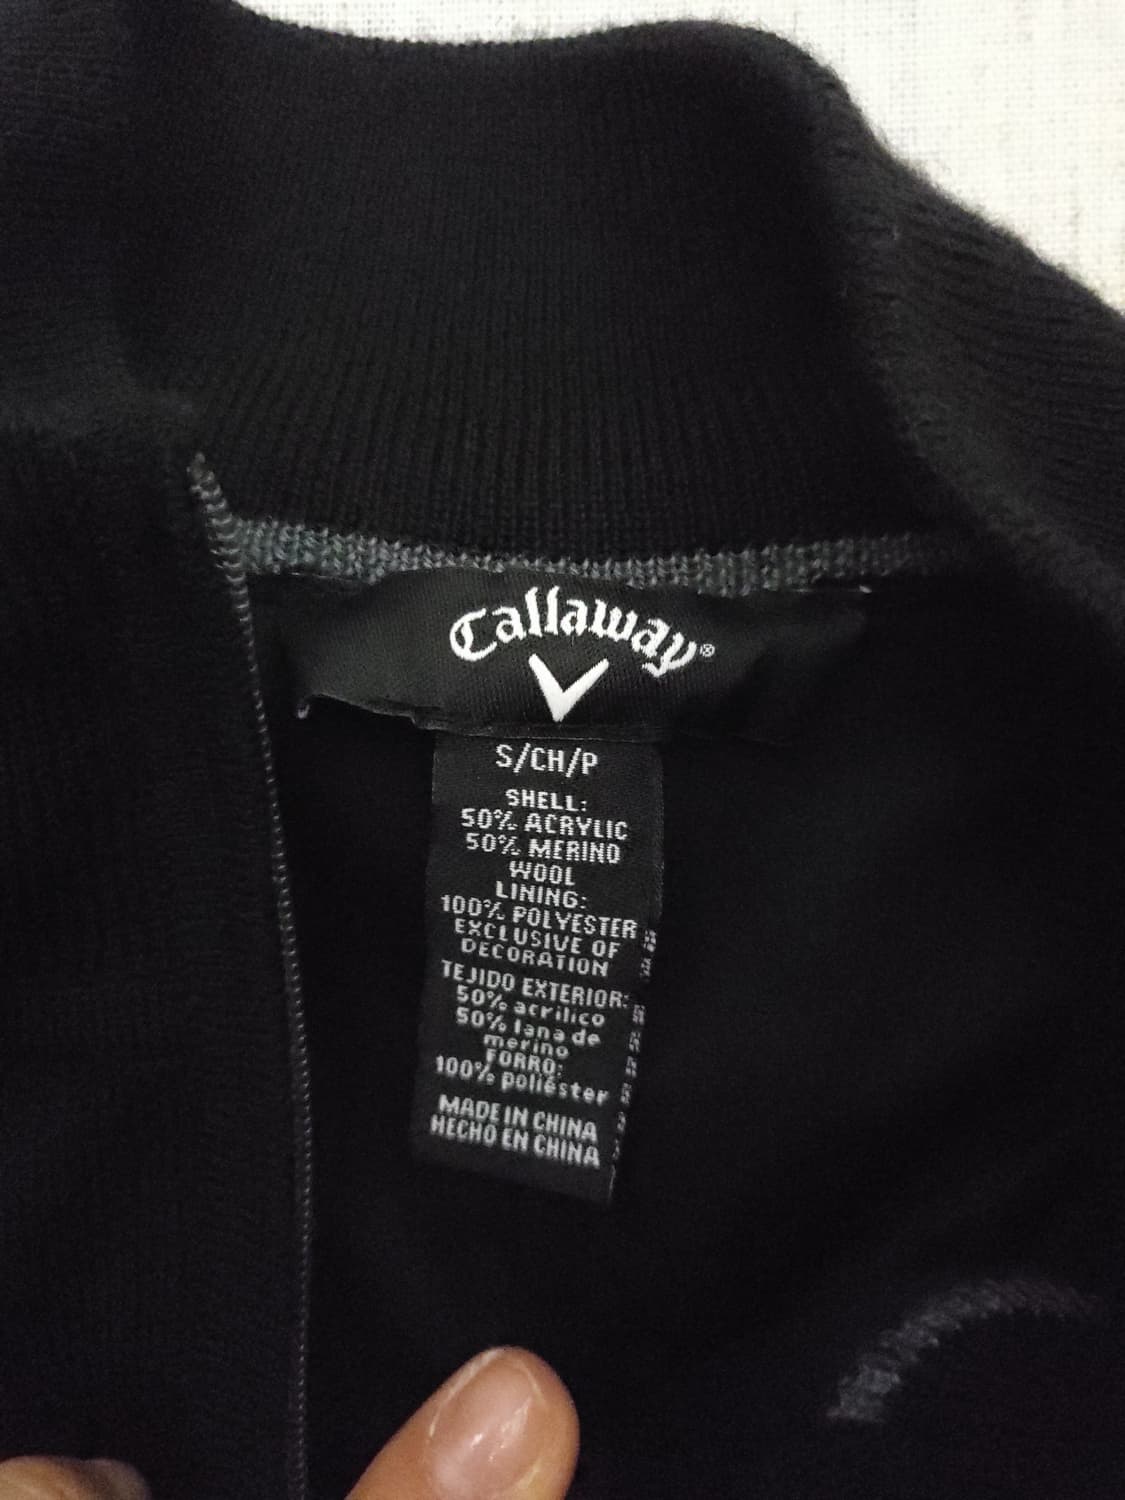 Callaway®
S/CH/P
SHELL:
50% ACRYLIC
50% MERINO
WOOL
LINING:
100% POLYESTER
EXCLUSIVE OF
DECORATION
TEJIDO EXTERIOR:
50% acrilico
50% lana de
merino
FORRO:
100% poliéster
MADE IN CHINA
HECHO EN CHINA